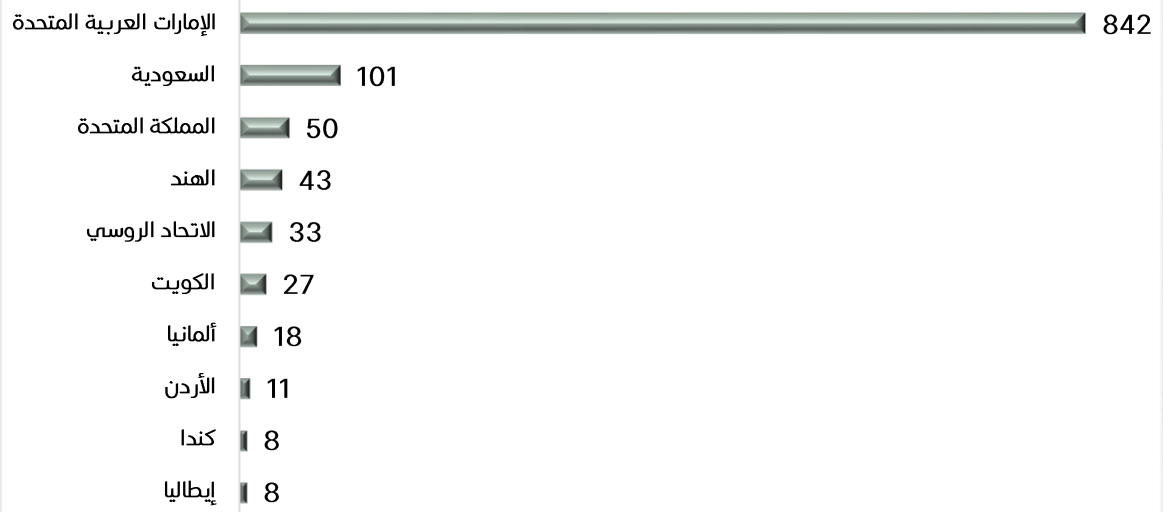 الإمارات العربية المتحدة 842
السعودية 101
المملكة المتحدة 50
الهند 43
الاتحاد الروسي 33
الكويت 27
ألمانيا 18
الأردن 11
كندا 8
إيطاليا 8